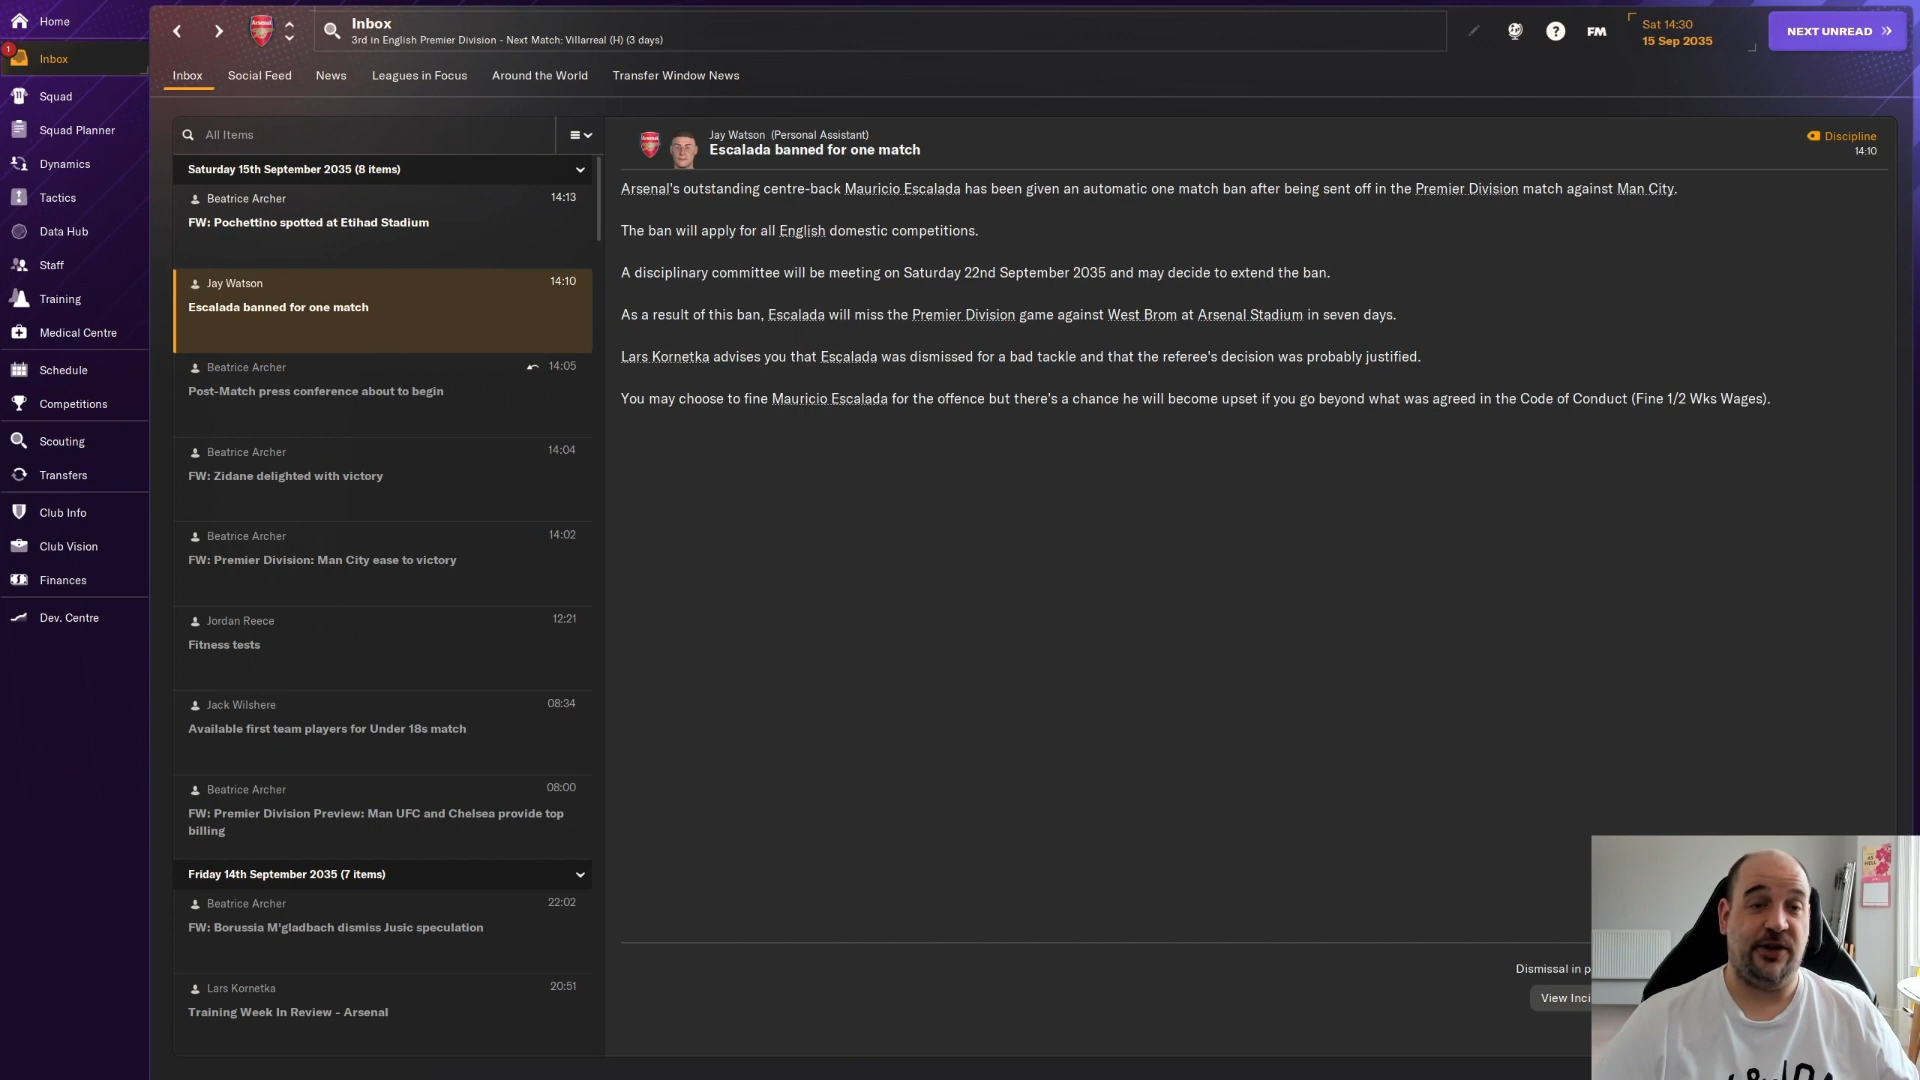 Home
Inbox
1
Squad
Squad Planner
Dynamics
Tactics
Data Hub
Staff
Training
Medical Centre
Schedule
Competitions
Scouting
Transfers
Club Info
Club Vision
Finances
Dev. Centre
Inbox
3rd in English Premier Division - Next Match: Villarreal (H) (3 days)
FM
Sat 14:30
15 Sep 2035
NEXT UNREAD
Inbox Social Feed News Leagues in Focus Around the World Transfer Window News
All Items
Saturday 15th September 2035 (8 items)
Beatrice Archer 14:13
FW: Pochettino spotted at Etihad Stadium
Jay Watson 14:10
Escalada banned for one match
Beatrice Archer 14:05
Post-Match press conference about to begin
Beatrice Archer 14:04
FW: Zidane delighted with victory
Beatrice Archer 14:02
FW: Premier Division: Man City ease to victory
Jordan Reece 12:21
Fitness tests
Jack Wilshere 08:34
Available first team players for Under 18s match
Beatrice Archer 08:00
FW: Premier Division Preview: Man UFC and Chelsea provide top
billing
Friday 14th September 2035 (7 items)
Beatrice Archer 22:02
FW: Borussia M'gladbach dismiss Jusic speculation
Lars Kornetka 20:51
Training Week In Review - Arsenal
Jay Watson (Personal Assistant)
Escalada banned for one match
Discipline
14:10
Arsenal's outstanding centre-back Mauricio Escalada has been given an automatic one match ban after being sent off in the Premier Division match against Man City.
The ban will apply for all English domestic competitions.
A disciplinary committee will be meeting on Saturday 22nd September 2035 and may decide to extend the ban.
As a result of this ban, Escalada will miss the Premier Division game against West Brom at Arsenal Stadium in seven days.
Lars Kornetka advises you that Escalada was dismissed for a bad tackle and that the referee's decision was probably justified.
You may choose to fine Mauricio Escalada for the offence but there's a chance he will become upset if you go beyond what was agreed in the Code of Conduct (Fine 1/2 Wks Wages).
Dismissal in p
View Inci
AS
HELL